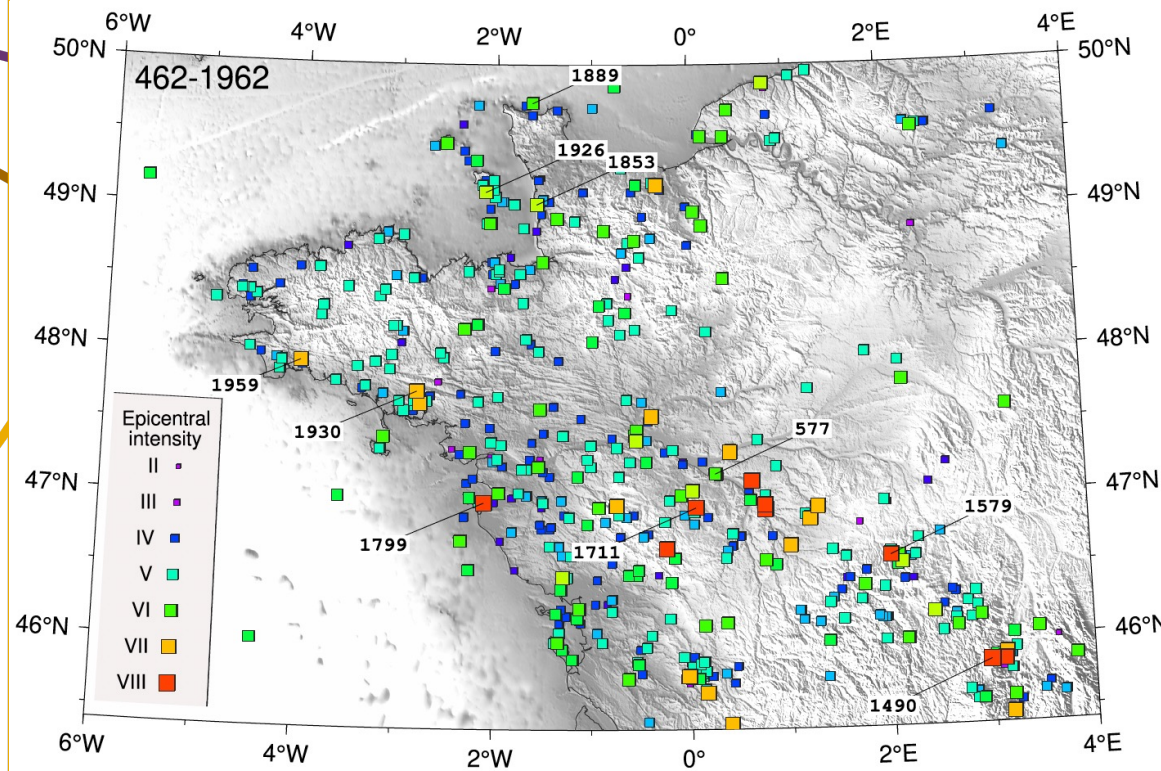 6°W
4°W
2°W
0°
2°E
4°E
50°N
50°N
462-1962
1889
1926
1853
49°N
49°N
48°N
48°N
1959
1930
577
Epicentral
intensity
II
III
IV
V
VI
VII
VIII
47°N
1579
1799
1711
46°N
46°N
1490
6°W
4°W
2°W
0°
2°E
4°E